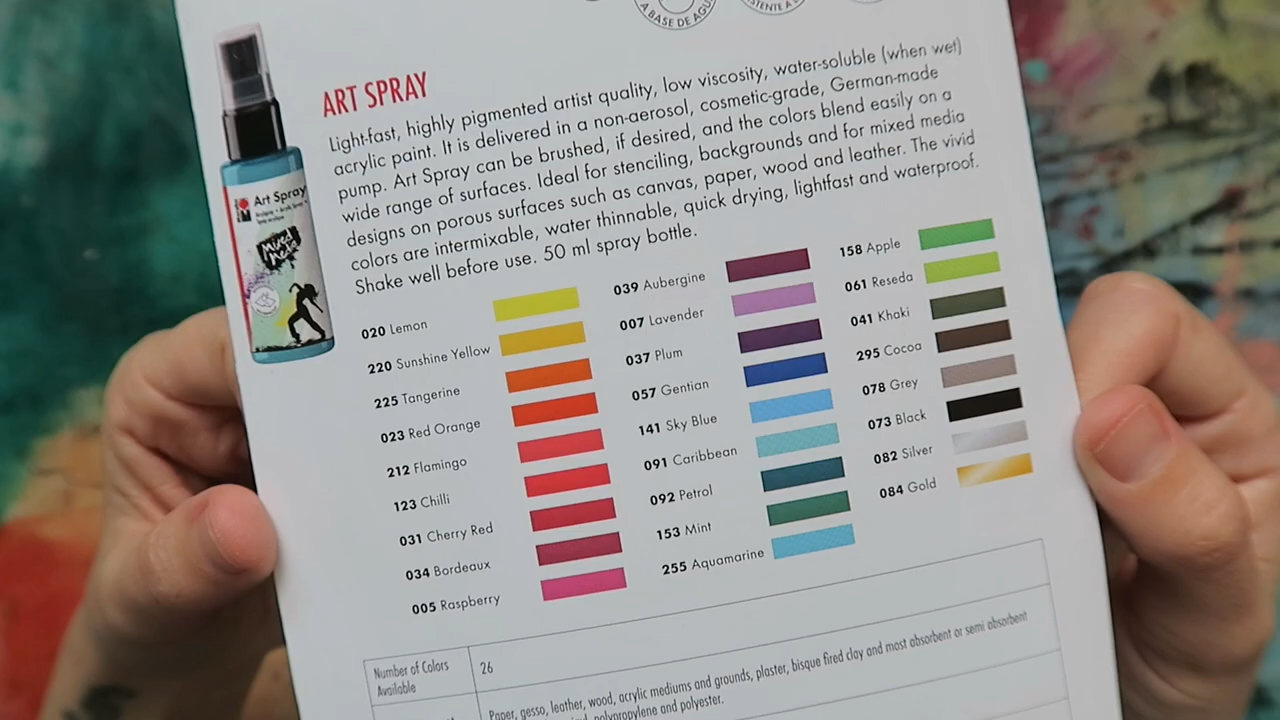 A BASE DE AGU
ART SPRAY
Light-fast, highly pigmented artist quality, low viscosity, water-soluble (when wet)
acrylic paint. It is delivered in a non-aerosol, cosmetic-grade, German-made
pump. Art Spray can be brushed, if desired, and the colors blend easily on a
wide range of surfaces. Ideal for stenciling, backgrounds and for mixed media
designs on porous surfaces such as canvas, paper, wood and leather. The vivid
colors are intermixable, water thinnable, quick drying, lightfast and waterproof.
Shake well before use. 50 ml spray bottle.
Art Spray
Mixed Media
020 Lemon
220 Sunshine Yellow
225 Tangerine
023 Red Orange
212 Flamingo
123 Chilli
031 Cherry Red
034 Bordeaux
005 Raspberry
039 Aubergine
007 Lavender
037 Plum
057 Gentian
141 Sky Blue
091 Caribbean
092 Petrol
153 Mint
255 Aquamarine
158 Apple
061 Reseda
041 Khaki
295 Cocoa
078 Grey
073 Black
082 Silver
084 Gold
Number of Colors
Available
26
Paper, gesso, leather, wood, acrylic mediums and grounds, plaster, bisque fired clay and most absorbent or semi absorbent
polypropylene and polyester.